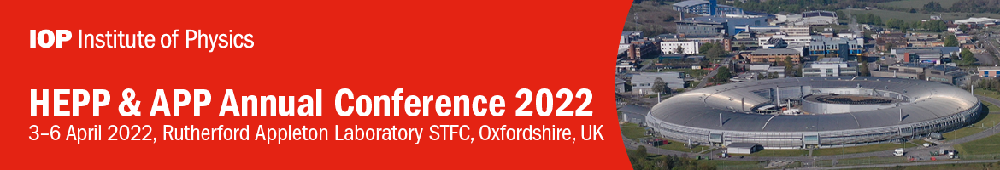 IOP Institute of Physics
HEPP & APP Annual Conference 2022
3–6 April 2022, Rutherford Appleton Laboratory STFC, Oxfordshire, UK